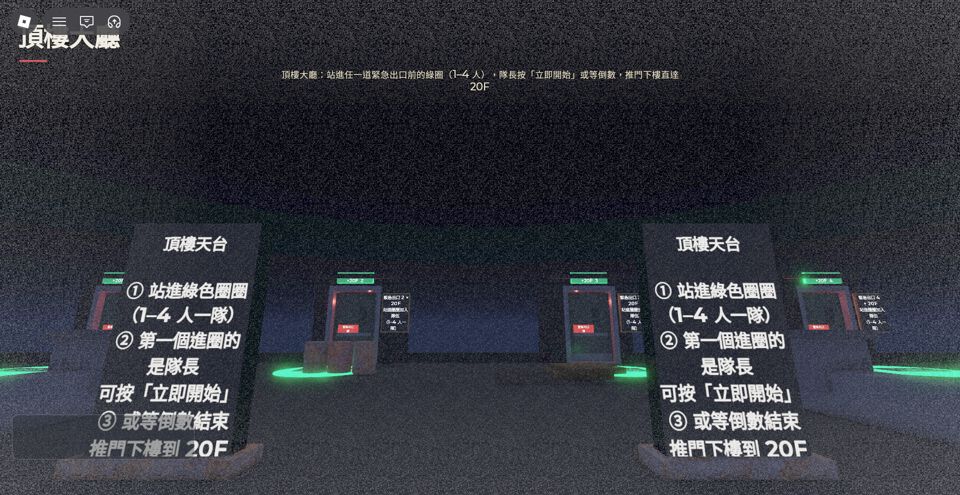 頂樓大廳
頂樓大廳：站進任一道緊急出口前的綠圈（1–4 人），隊長按「立即開始」或等倒數，推門下樓直達
20F
頂樓天台
① 站進綠色圈圈
（1–4 人一隊）
② 第一個進圈的
是隊長
可按「立即開始」
③ 或等倒數結束
推門下樓到 20F
頂樓天台
① 站進綠色圈圈
（1–4 人一隊）
② 第一個進圈的
是隊長
可按「立即開始」
③ 或等倒數結束
推門下樓到 20F